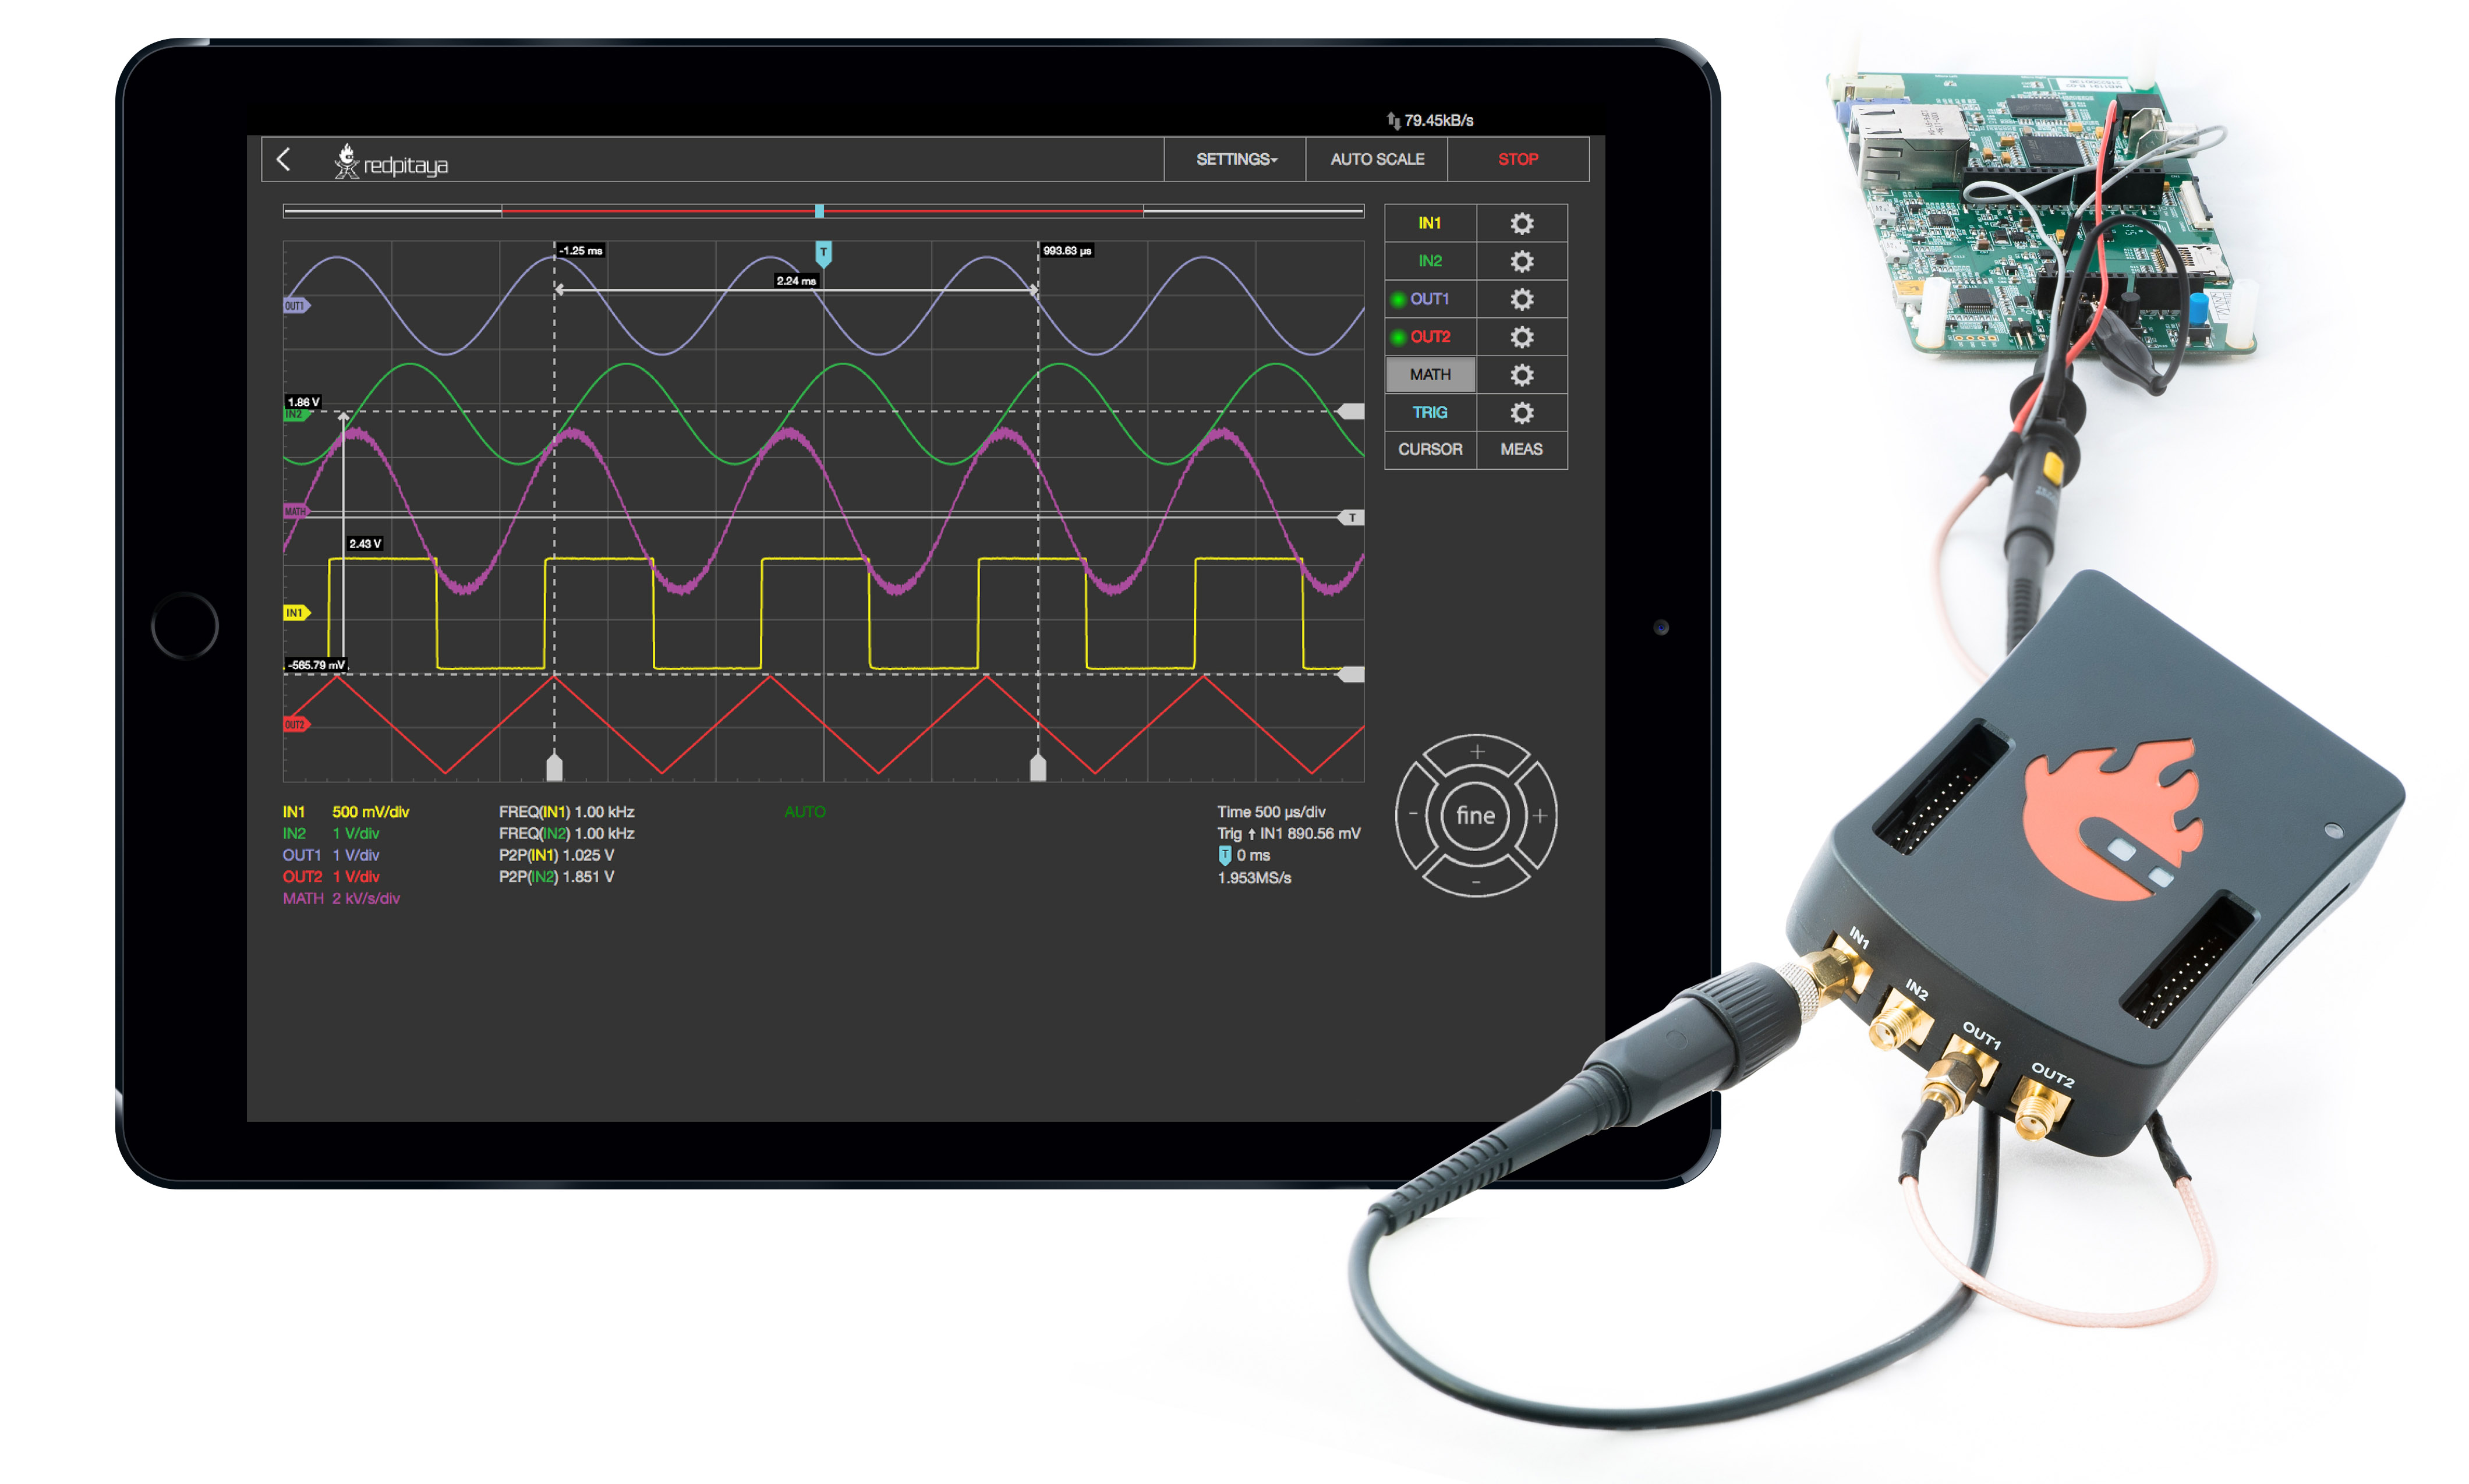 79.45kB/s
redpitaya
SETTINGS
AUTO SCALE
STOP
IN1
IN2
OUT1
OUT2
MATH
TRIG
CURSOR MEAS
-1.25 ms
T
993.63 µs
2.24 ms
OUT1
1.86 V
IN2
MATH
T
2.43 V
IN1
-565.79 mV
OUT2
IN1 500 mV/div
IN2 1 V/div
OUT1 1 V/div
OUT2 1 V/div
MATH 2 kV/s/div
FREQ(IN1) 1.00 kHz
FREQ(IN2) 1.00 kHz
P2P(IN1) 1.025 V
P2P(IN2) 1.851 V
AUTO
Time 500 µs/div
Trig ↑ IN1 890.56 mV
T 0 ms
1.953MS/s
+
- fine +
-
IN1
IN2
OUT1
OUT2